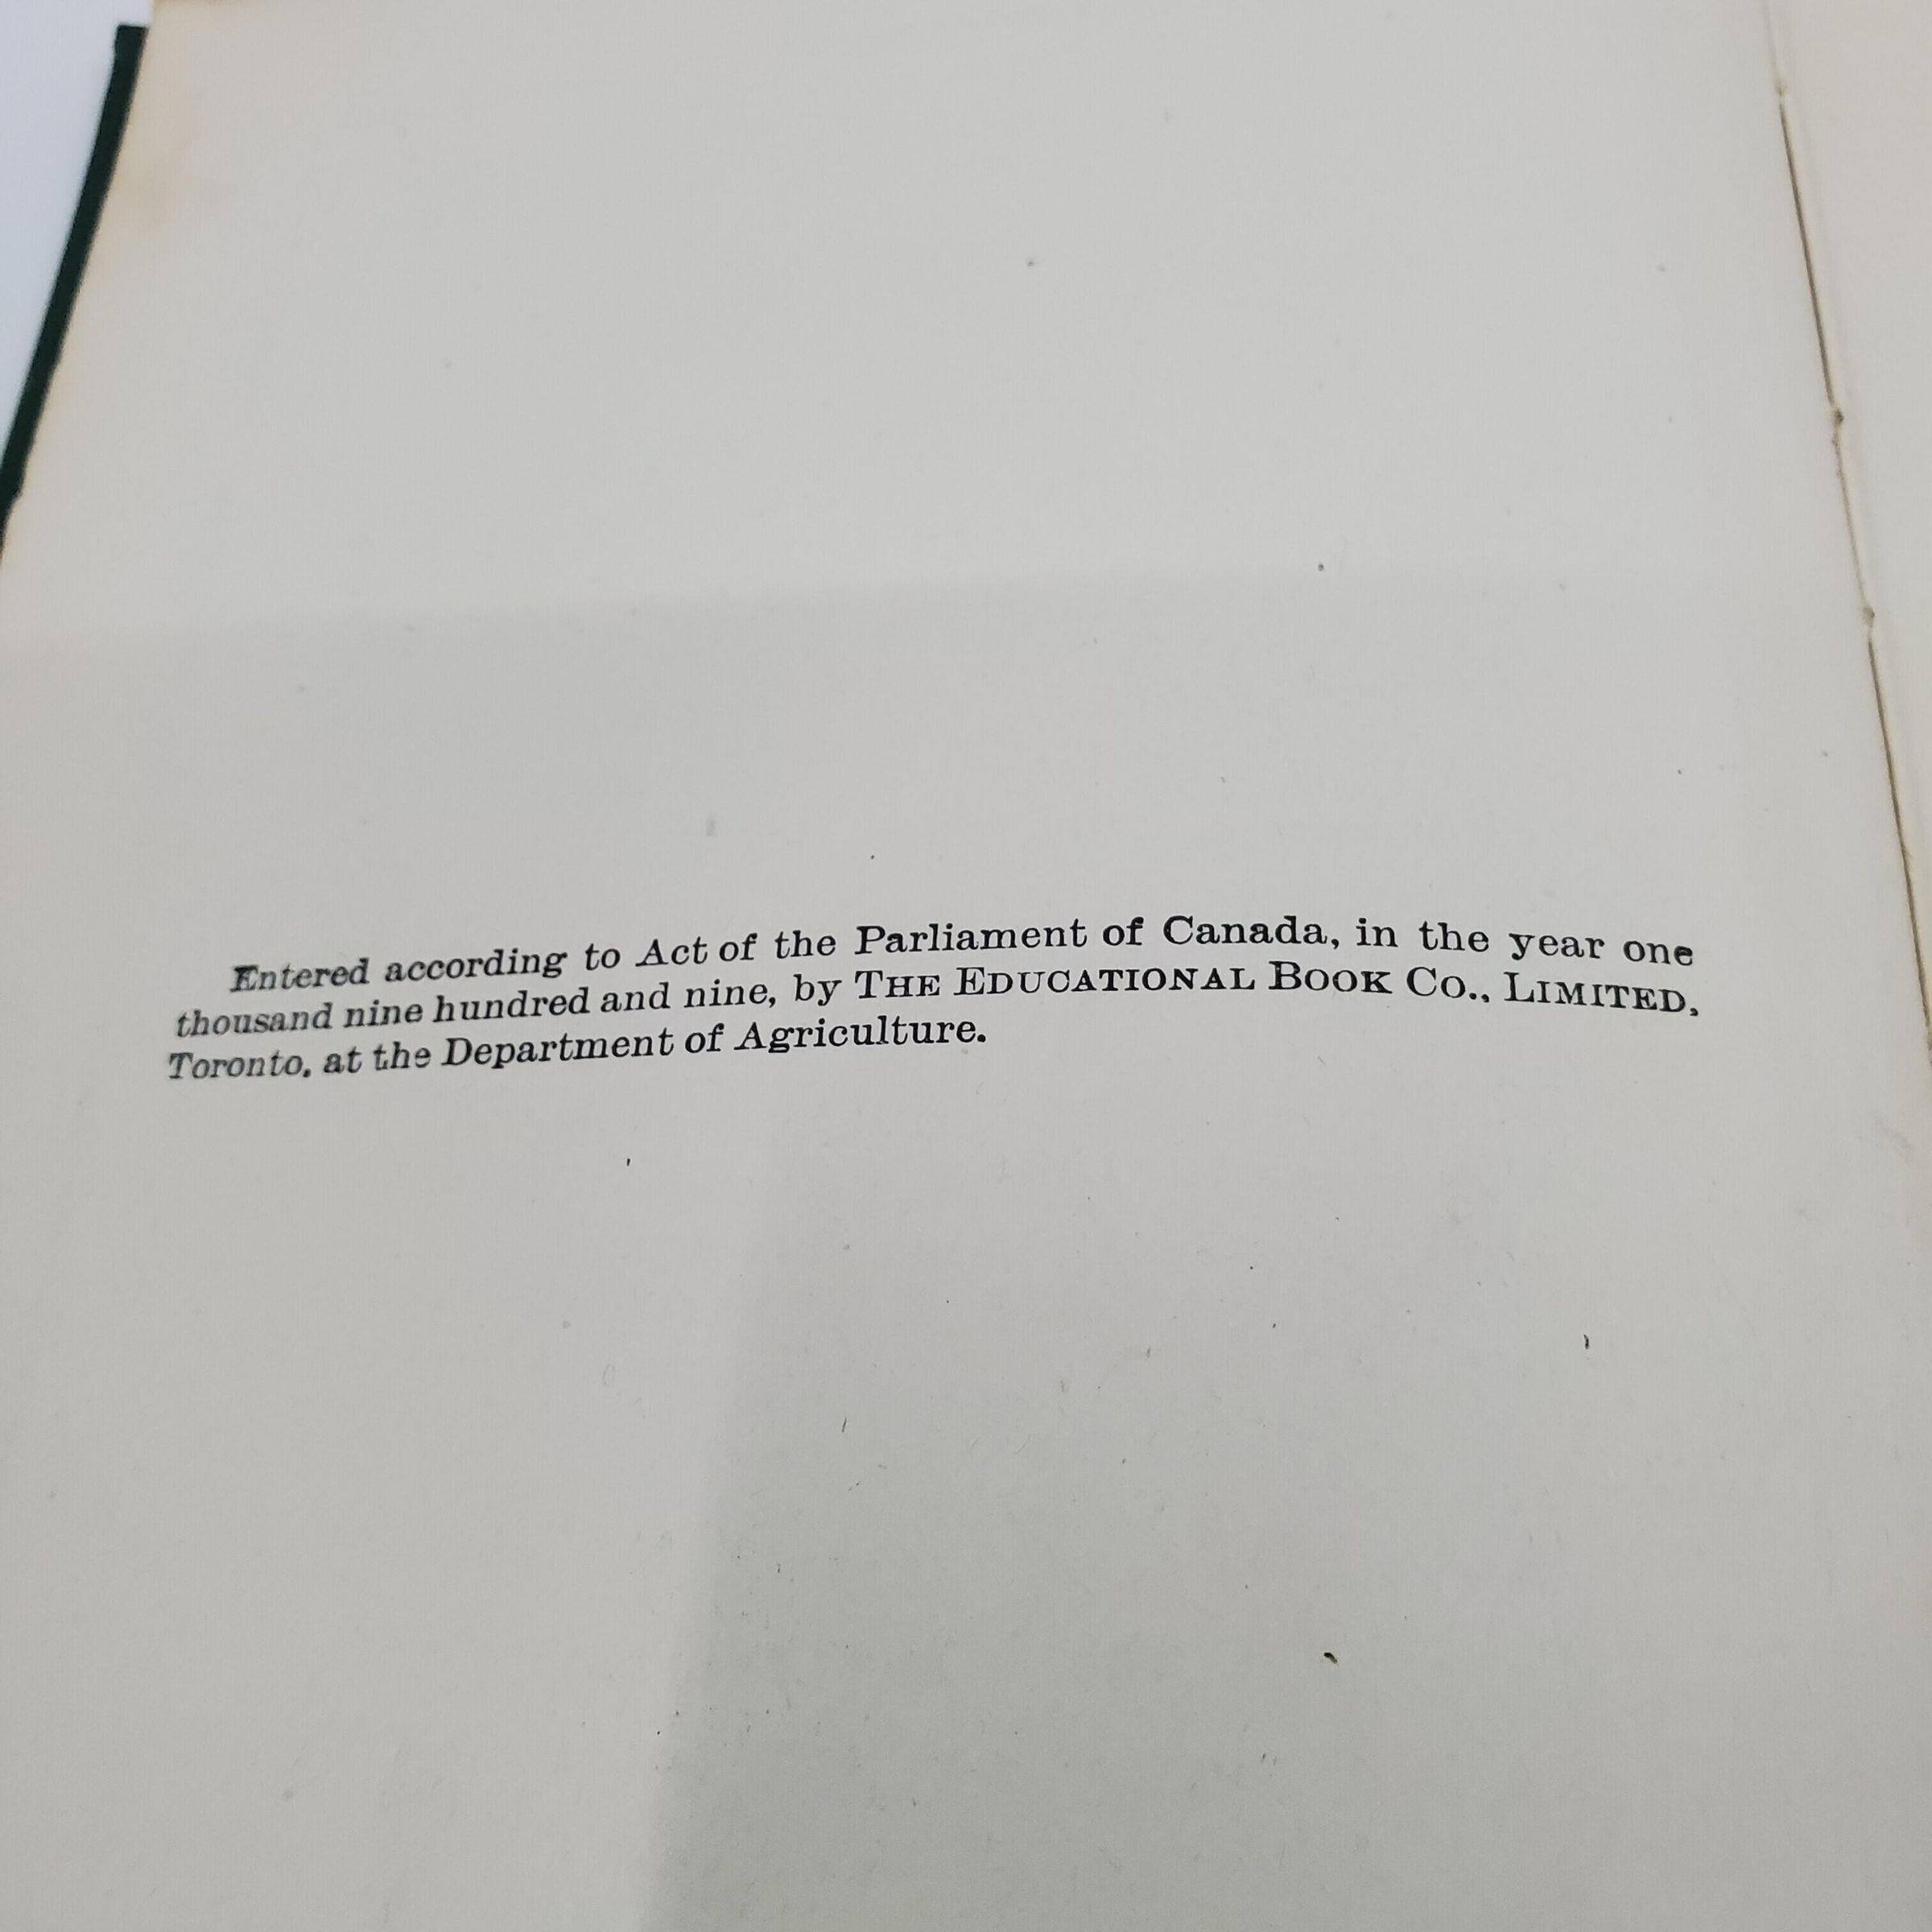 Entered according to Act of the Parliament of Canada, in the year one
thousand nine hundred and nine, by THE EDUCATIONAL BOOK CO., LIMITED,
Toronto, at the Department of Agriculture.